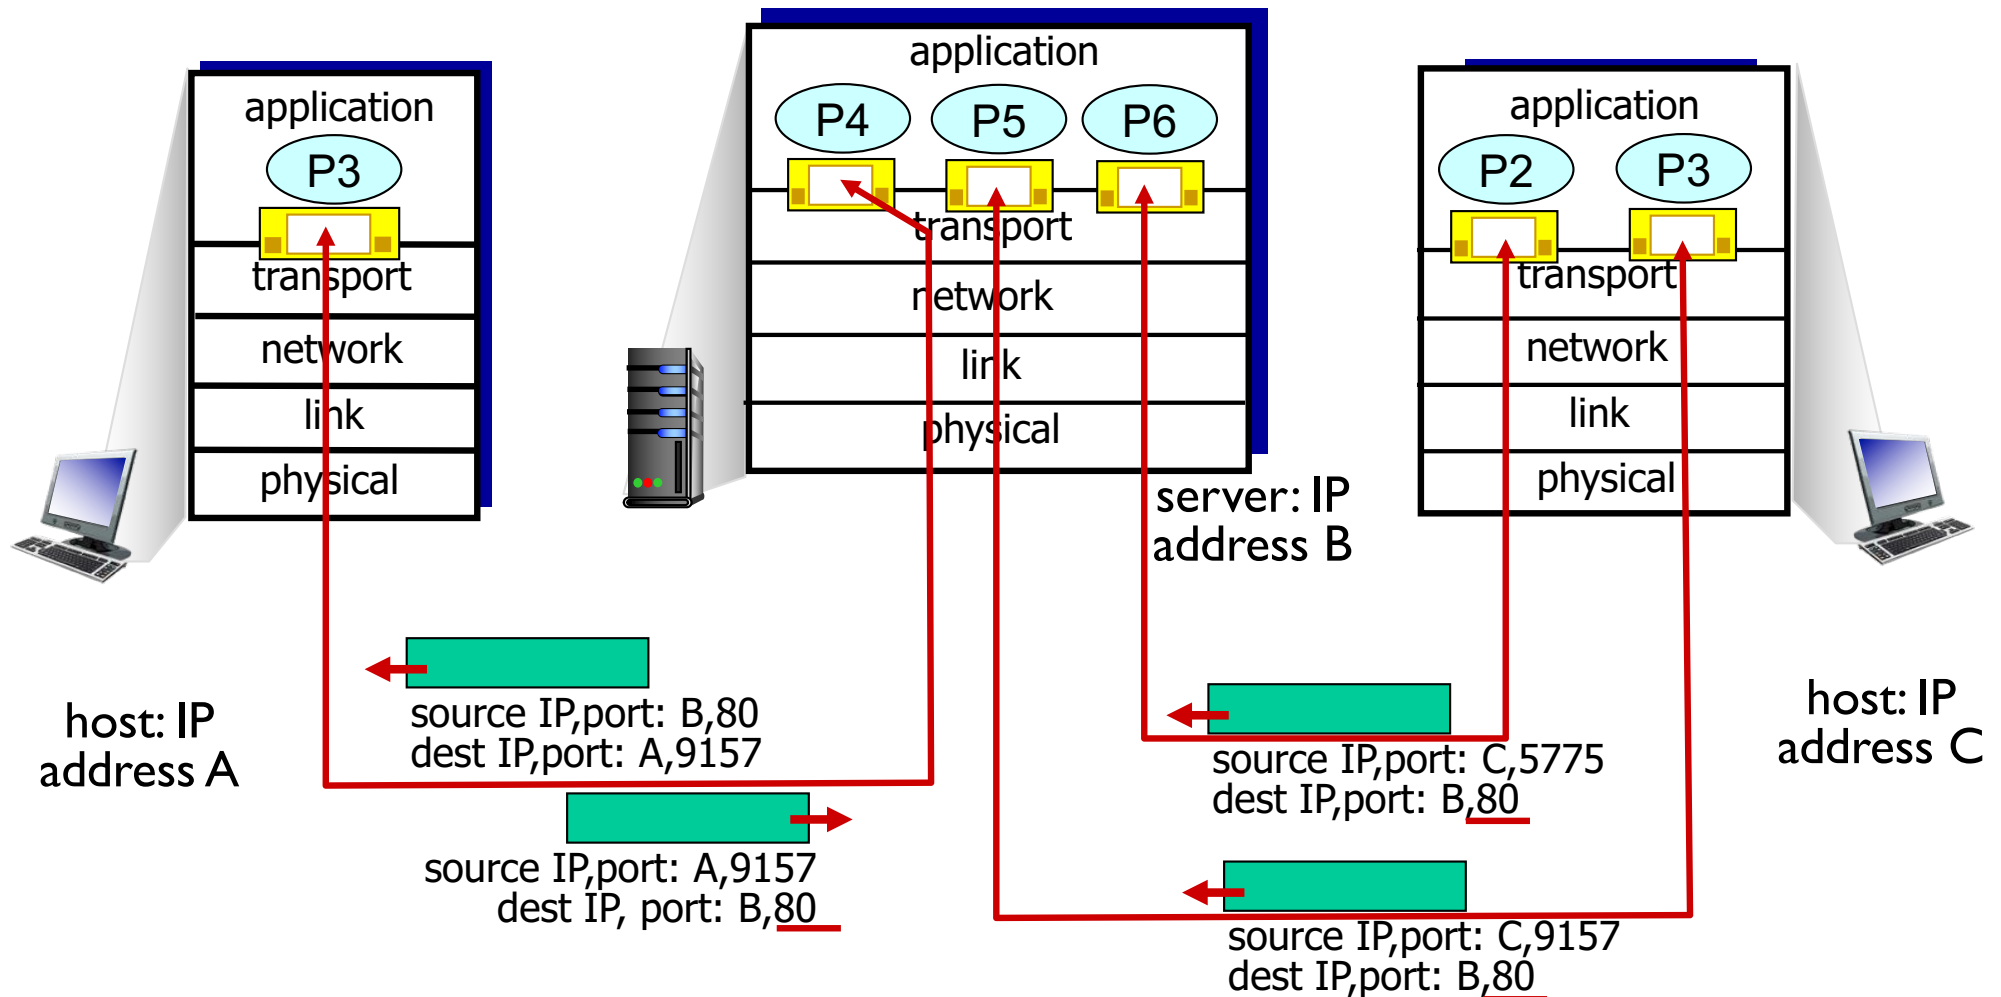 application
P3
transport
network
link
physical
host: IP
address A
application
P4
P5
P6
transport
network
link
physical
server: IP
address B
application
P2
P3
transport
network
link
physical
host: IP
address C
source IP,port: B,80
dest IP,port: A,9157
source IP,port: A,9157
dest IP, port: B,80
source IP,port: C,5775
dest IP,port: B,80
source IP,port: C,9157
dest IP,port: B,80